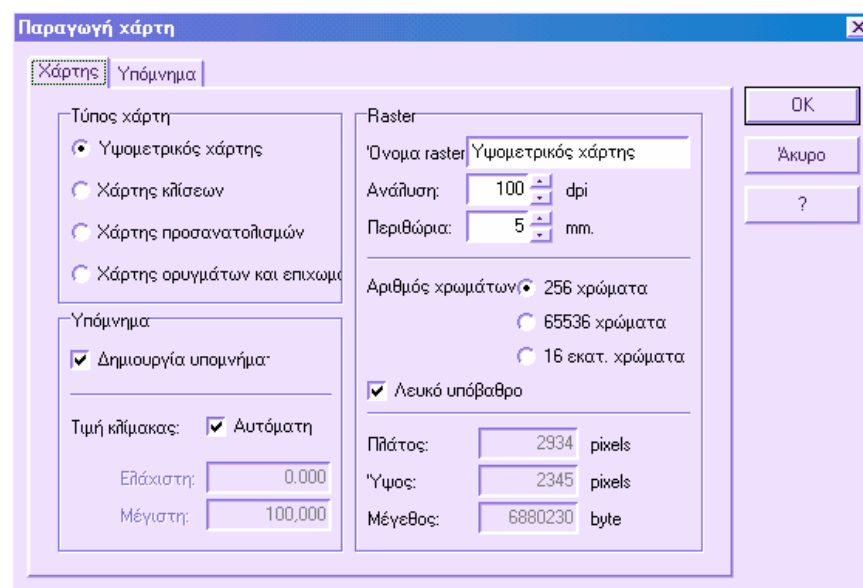 Παραγωγή χάρτη
Χάρτης
Υπόμνημα
Τύπος χάρτη
Υψομετρικός χάρτης
Χάρτης κλίσεων
Χάρτης προσανατολισμών
Χάρτης ορυγμάτων και επιχωμα
Υπόμνημα
Δημιουργία υπομνήμα
Τιμή κλίμακας: Αυτόματη
Ελάχιστη: 0.000
Μέγιστη: 100,000
Raster
Όνομα raster Υψομετρικός χάρτης
Ανάλυση: 100 dpi
Περιθώρια: 5 mm.
Αριθμός χρωμάτων 256 χρώματα
65536 χρώματα
16 εκατ. χρώματα
Λευκό υπόβαθρο
Πλάτος: 2934 pixels
Ύψος: 2345 pixels
Μέγεθος: 6880230 byte
OK
Άκυρο
?